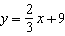 y = 2/3 x + 9